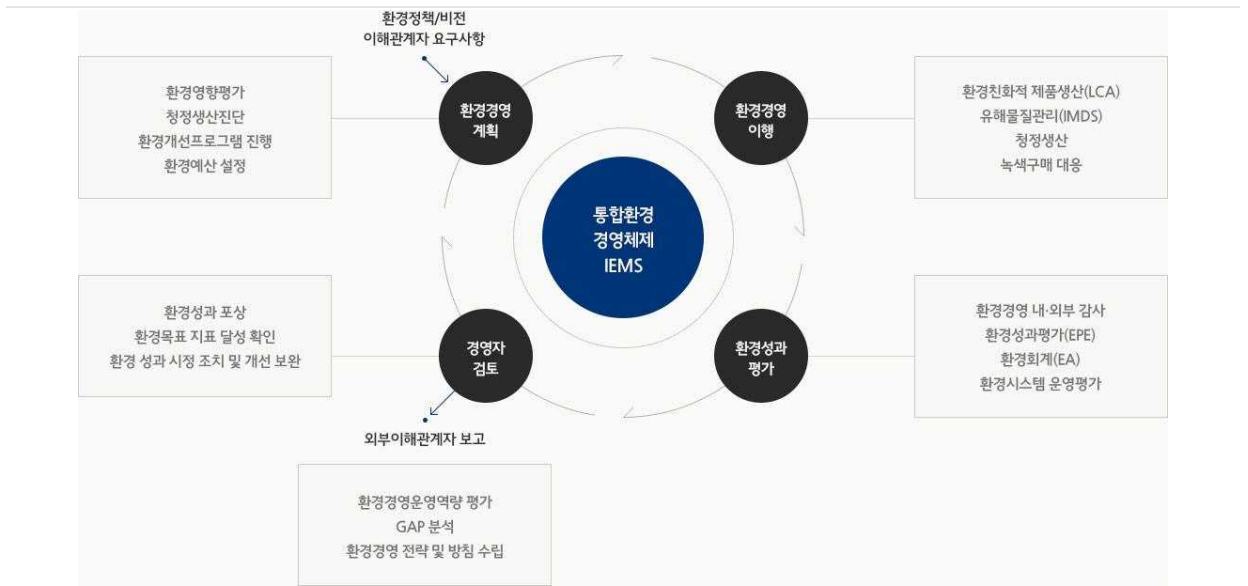 환경정책/비전
이해관계자 요구사항
환경영향평가
청정생산진단
환경개선프로그램 진행
환경예산 설정
환경경영
계획
환경경영
이행
환경친화적 제품생산(LCA)
유해물질관리(IMDS)
청정생산
녹색구매 대응
통합환경
경영체제
IEMS
환경성과 포상
환경목표 지표 달성 확인
환경 성과 시정 조치 및 개선 보완
경영자
검토
환경성과
평가
환경경영 내·외부 감사
환경성과평가(EPE)
환경회계(EA)
환경시스템 운영평가
외부이해관계자 보고
환경경영운영역량 평가
GAP 분석
환경경영 전략 및 방침 수립